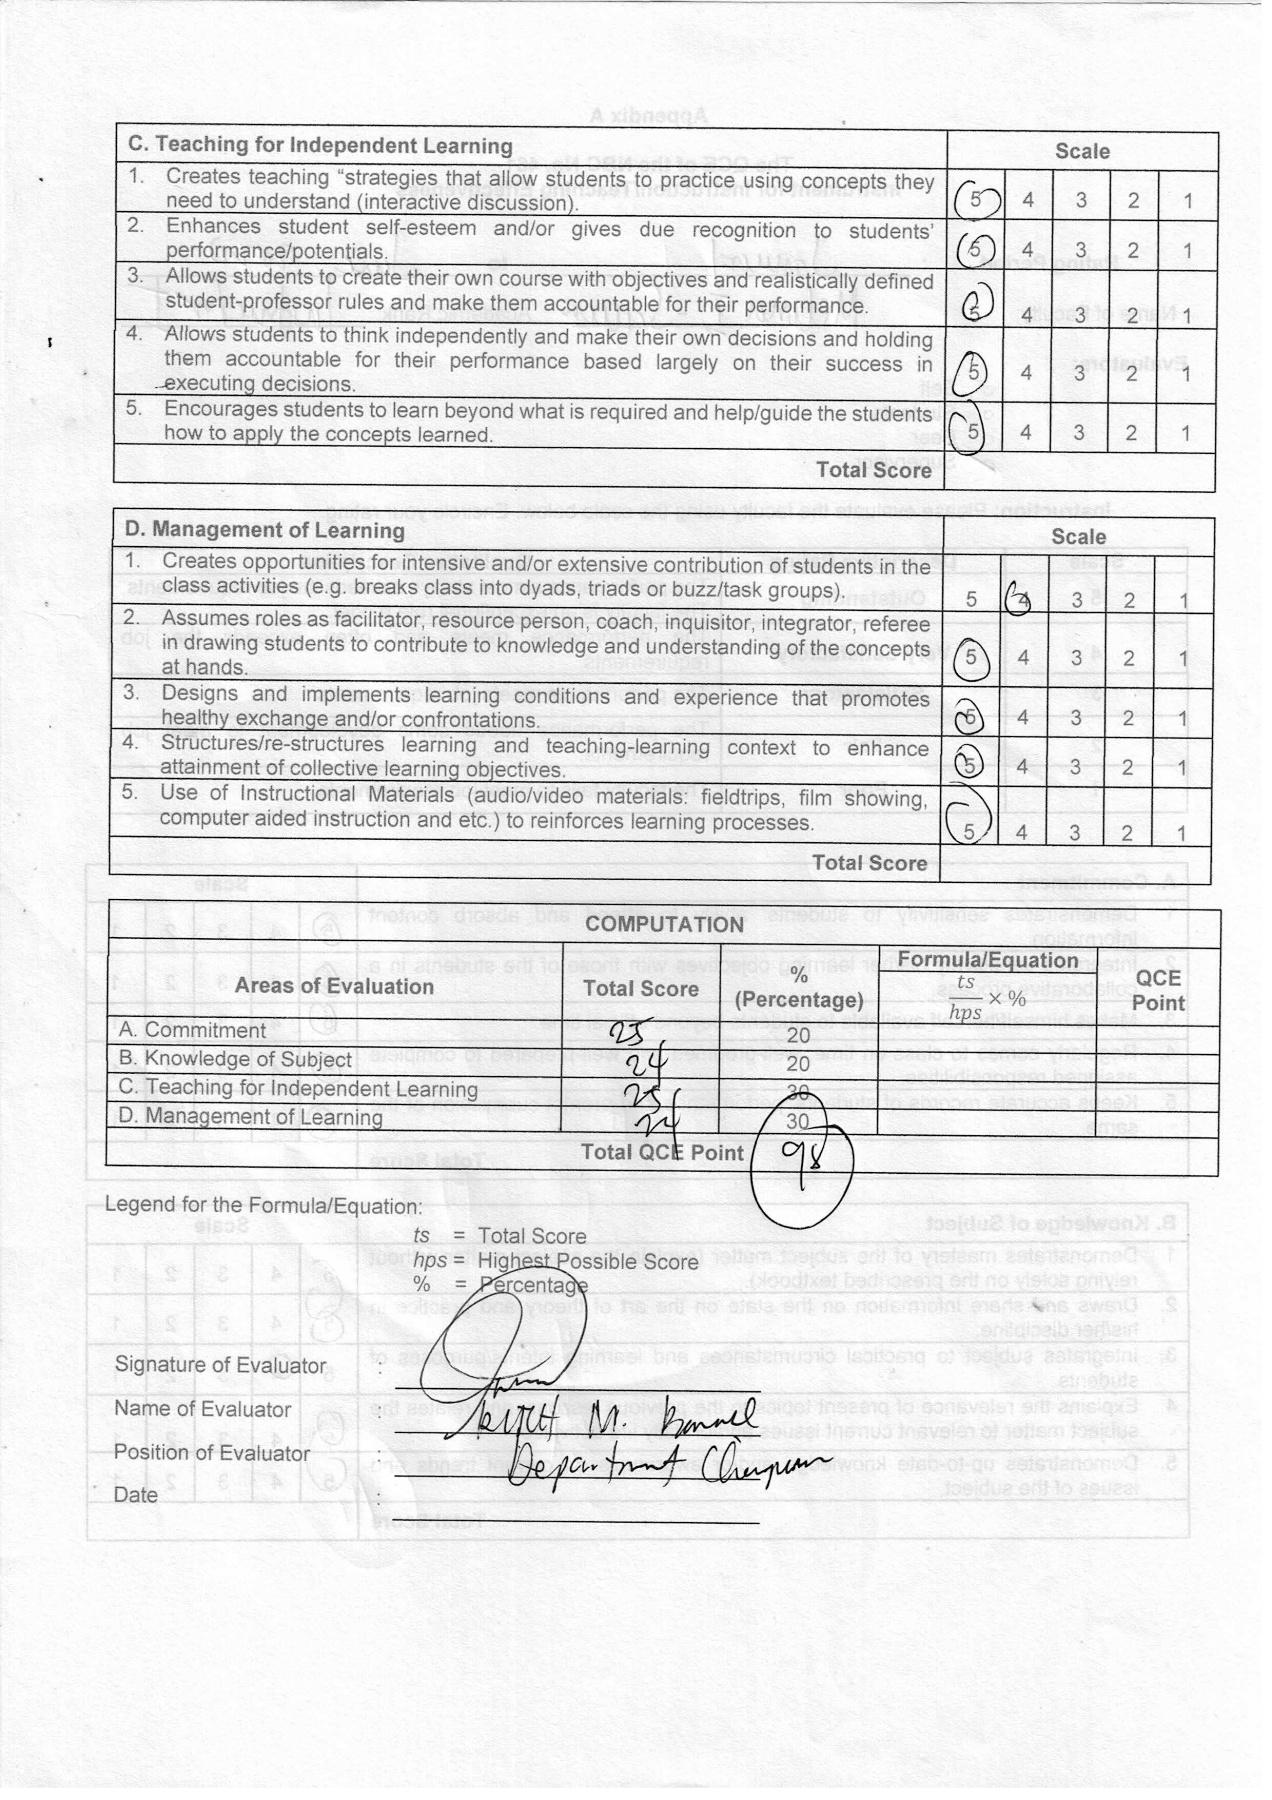 C. Teaching for Independent Learning
Scale
1. Creates teaching “strategies that allow students to practice using concepts they
need to understand (interactive discussion).
5 4 3 2 1
2. Enhances student self-esteem and/or gives due recognition to students'
performance/potentials.
5 4 3 2 1
3. Allows students to create their own course with objectives and realistically defined
student-professor rules and make them accountable for their performance.
5 4 3 2 1
4. Allows students to think independently and make their own decisions and holding
them accountable for their performance based largely on their success in
executing decisions.
5 4 3 2 1
5. Encourages students to learn beyond what is required and help/guide the students
how to apply the concepts learned.
5 4 3 2 1
Total Score
D. Management of Learning
Scale
1. Creates opportunities for intensive and/or extensive contribution of students in the
class activities (e.g. breaks class into dyads, triads or buzz/task groups).
5 4 3 2 1
2. Assumes roles as facilitator, resource person, coach, inquisitor, integrator, referee
in drawing students to contribute to knowledge and understanding of the concepts
at hands.
5 4 3 2 1
3. Designs and implements learning conditions and experience that promotes
healthy exchange and/or confrontations.
5 4 3 2 1
4. Structures/re-structures learning and teaching-learning context to enhance
attainment of collective learning objectives.
5 4 3 2 1
5. Use of Instructional Materials (audio/video materials: fieldtrips, film showing,
computer aided instruction and etc.) to reinforces learning processes.
5 4 3 2 1
Total Score
COMPUTATION
Areas of Evaluation Total Score % (Percentage) Formula/Equation ts/hps × % QCE Point
A. Commitment 25 20
B. Knowledge of Subject 24 20
C. Teaching for Independent Learning 25 30
D. Management of Learning 24 30
Total QCE Point 98
Legend for the Formula/Equation:
ts = Total Score
hps = Highest Possible Score
% = Percentage
Signature of Evaluator :
Name of Evaluator : M.
Position of Evaluator : Department
Date :